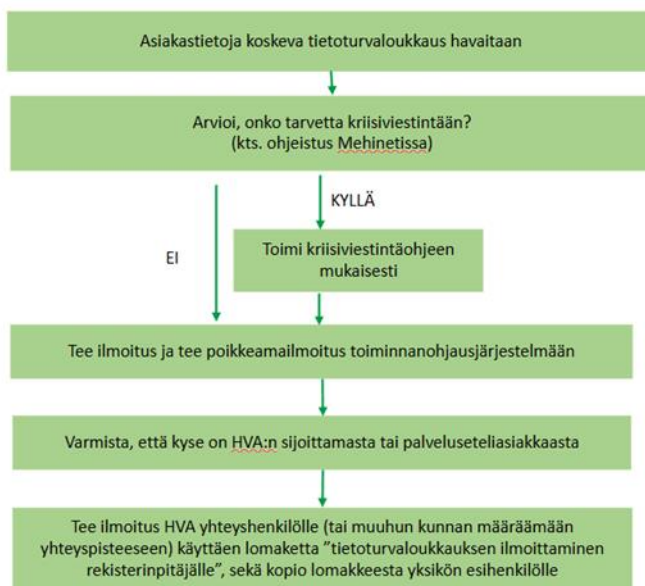 Asiakastietoja koskeva tietoturvaloukkaus havaitaan
Arvioi, onko tarvetta kriisiviestintään?
(kts. ohjeistus Mehinetissa)
KYLLÄ
EI
Toimi kriisiviestintäohjeen
mukaisesti
Tee ilmoitus ja tee poikkeamailmoitus toiminnanohjausjärjestelmään
Varmista, että kyse on HVA:n sijoittamasta tai palveluseteliasiakkaasta
Tee ilmoitus HVA yhteyshenkilölle (tai muuhun kunnan määräämään
yhteyspisteeseen) käyttäen lomaketta ”tietoturvaloukkauksen ilmoittaminen
rekisterinpitäjälle”, sekä kopio lomakkeesta yksikön esihenkilölle